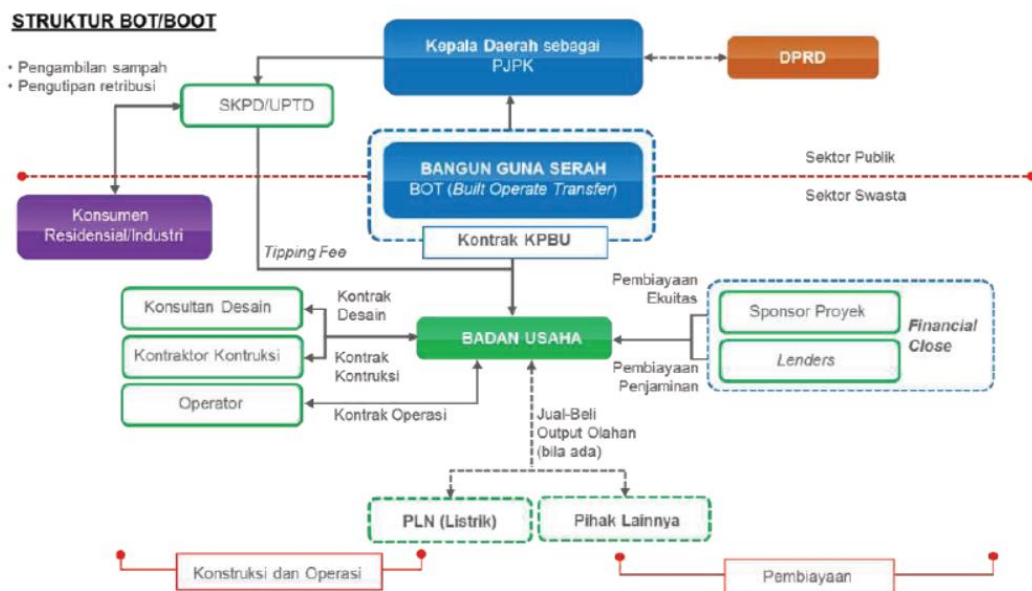 STRUKTUR BOT/BOOT
• Pengambilan sampah
• Pengutipan retribusi
SKPD/UPTD
Kepala Daerah sebagai
PJPK
DPRD
BANGUN GUNA SERAH
BOT (Built Operate Transfer)
Kontrak KPBU
Sektor Publik
Sektor Swasta
Konsumen
Residensial/Industri
Tipping Fee
Konsultan Desain
Kontraktor Kontruksi
Operator
Kontrak
Desain
Kontrak
Kontruksi
Kontrak Operasi
BADAN USAHA
Pembiayaan
Ekuitas
Pembiayaan
Penjaminan
Sponsor Proyek
Lenders
Financial
Close
Jual-Beli
Output Olahan
(bila ada)
PLN (Listrik)
Pihak Lainnya
Konstruksi dan Operasi
Pembiayaan